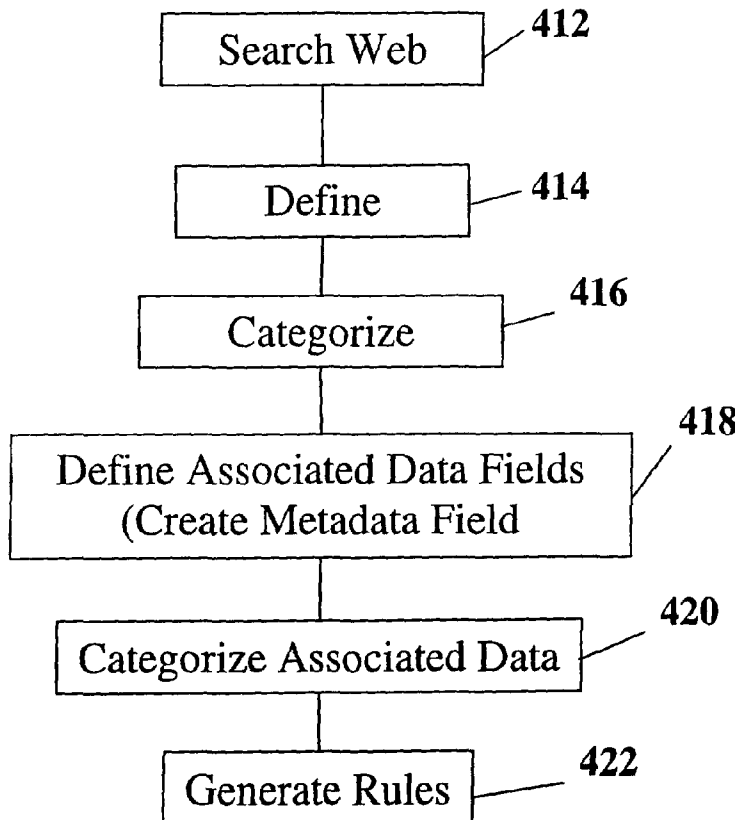 Search Web
412
Define
414
Categorize
416
Define Associated Data Fields
(Create Metadata Field
418
Categorize Associated Data
420
Generate Rules
422